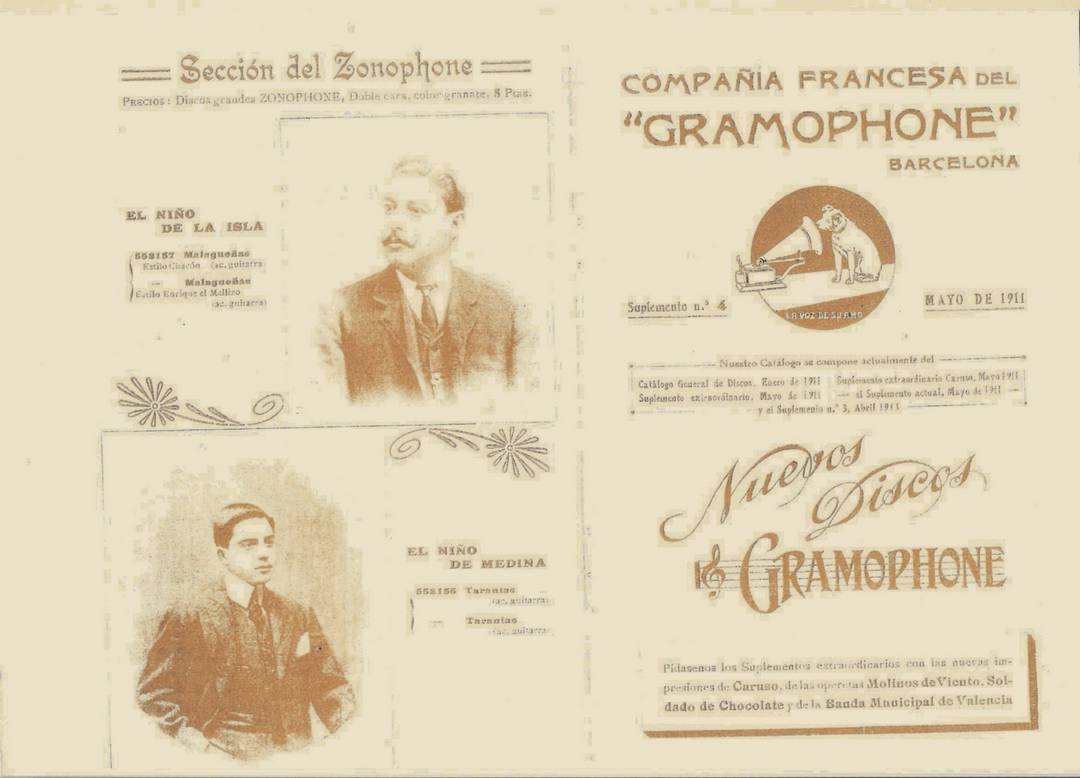 Sección del Zonophone
PRECIOS: Discos grandes ZONOPHONE, Doble cara, color granate, 8 Ptas.
EL NIÑO
DE LA ISLA
552157 Malagueñas
Estilo Chacón (ac. guitarra)
— Malagueñas
Estilo Enrique el Mellizo
(ac. guitarra)
EL NIÑO
DE MEDINA
552155 Tarantas
(ac. guitarra)
— Tarantas
(ac. guitarra)
COMPAÑIA FRANCESA DEL
“GRAMOPHONE”
BARCELONA
LA VOZ DE SU AMO
Suplemento n.º 4
MAYO DE 1911
Nuestro Catálogo se compone actualmente del
Catálogo General de Discos, Enero de 1911
Suplemento extraordinario, Mayo de 1911
Suplemento extraordinario Caruso, Mayo 1911
el Suplemento actual, Mayo de 1911
y el Suplemento n.º 3, Abril 1911
Nuevos
Discos
GRAMOPHONE
Pídasenos los Suplementos extraordinarios con las nuevas im-
presiones de Caruso, de las operetas Molinos de Viento, Sol-
dado de Chocolate y de la Banda Municipal de Valencia